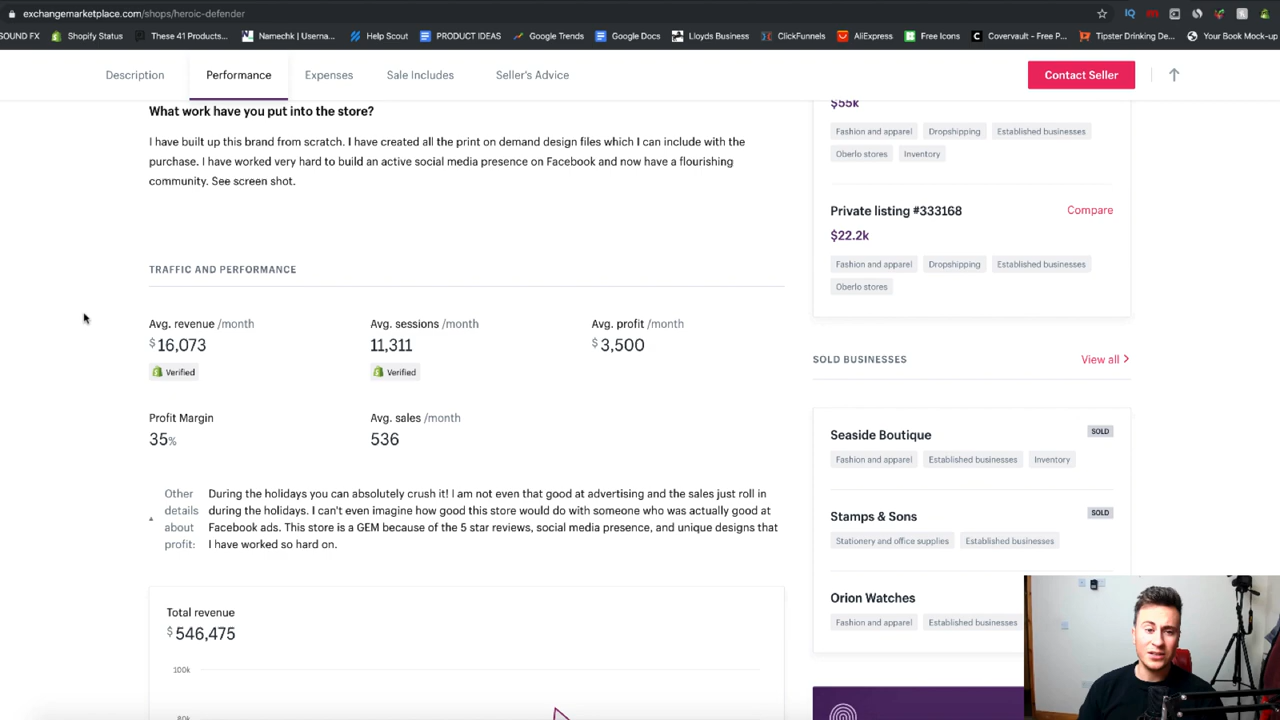 exchangemarketplace.com/shops/heroic-defender
SOUND FX
Shopify Status
These 41 Products...
Namechk | Userna...
Help Scout
PRODUCT IDEAS
Google Trends
Google Docs
Lloyds Business
ClickFunnels
AliExpress
Free Icons
Covervault - Free P...
Tipster Drinking De...
Your Book Mock-up
Description
Performance
Expenses
Sale Includes
Seller's Advice
Contact Seller
What work have you put into the store?
I have built up this brand from scratch. I have created all the print on demand design files which I can include with the
purchase. I have worked very hard to build an active social media presence on Facebook and now have a flourishing
community. See screen shot.
TRAFFIC AND PERFORMANCE
Avg. revenue /month
$16,073
Verified
Avg. sessions /month
11,311
Verified
Avg. profit /month
$3,500
Profit Margin
35%
Avg. sales /month
536
Other details about profit:
During the holidays you can absolutely crush it! I am not even that good at advertising and the sales just roll in
during the holidays. I can't even imagine how good this store would do with someone who was actually good at
Facebook ads. This store is a GEM because of the 5 star reviews, social media presence, and unique designs that
I have worked so hard on.
Total revenue
$546,475
100k
80k
$55k
Fashion and apparel
Dropshipping
Established businesses
Oberlo stores
Inventory
Private listing #333168
Compare
$22.2k
Fashion and apparel
Dropshipping
Established businesses
Oberlo stores
SOLD BUSINESSES
View all
Seaside Boutique
SOLD
Fashion and apparel
Established businesses
Inventory
Stamps & Sons
SOLD
Stationery and office supplies
Established businesses
Orion Watches
Fashion and apparel
Established businesses